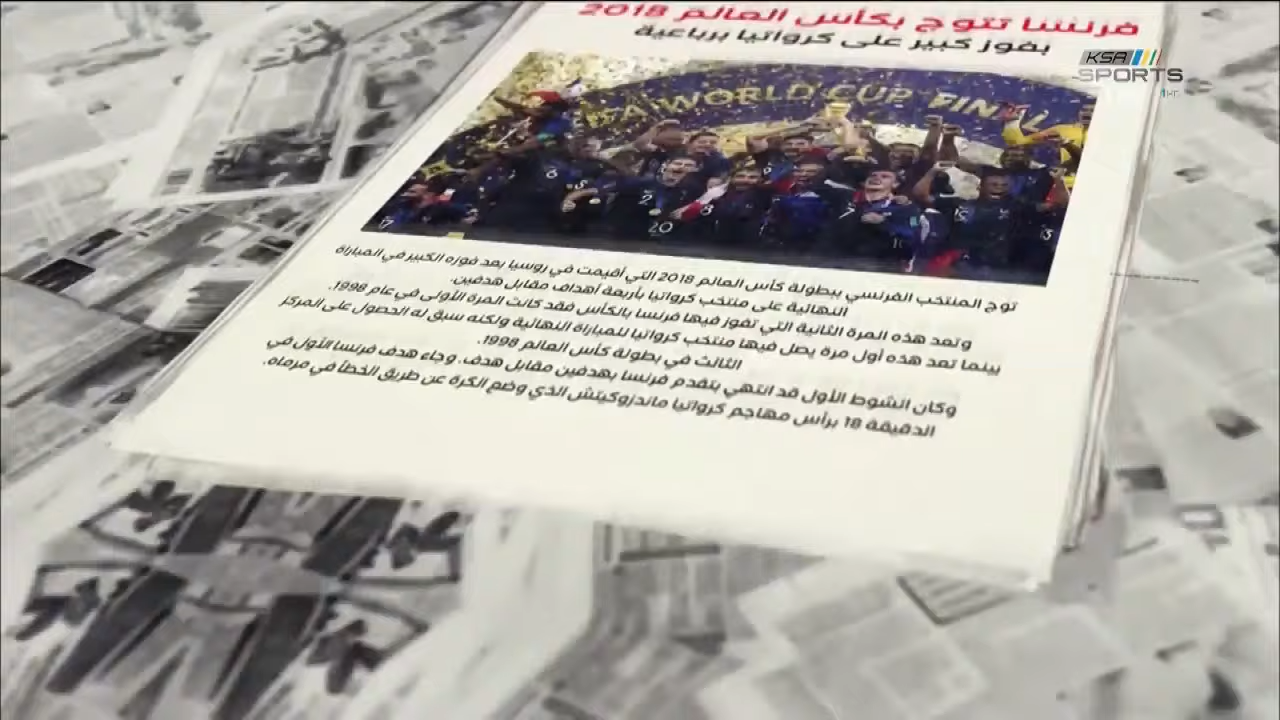 فرنسا تتوج بكأس العالم 2018
بفوز كبير على كرواتيا برباعية
KSA
SPORTS
1 HD
FA WORLD CUP FINAL
توج المنتخب الفرنسي ببطولة كأس العالم 2018 التي أقيمت في روسيا بعد فوزه الكبير في المباراة
النهائية على منتخب كرواتيا بأربعة أهداف مقابل هدفين.
وتعد هذه المرة الثانية التي تفوز فيها فرنسا بالكأس فقد كانت المرة الأولى في عام 1998.
بينما تعد هذه أول مرة يصل فيها منتخب كرواتيا للمباراة النهائية ولكنه سبق له الحصول على المركز
الثالث في بطولة كأس العالم 1998.
وكان الشوط الأول قد انتهي بتقدم فرنسا بهدفين مقابل هدف، وجاء هدف فرنسا الأول في
الدقيقة 18 برأس مهاجم كرواتيا ماندزوكيتش الذي وضع الكرة عن طريق الخطأ في مرماه.